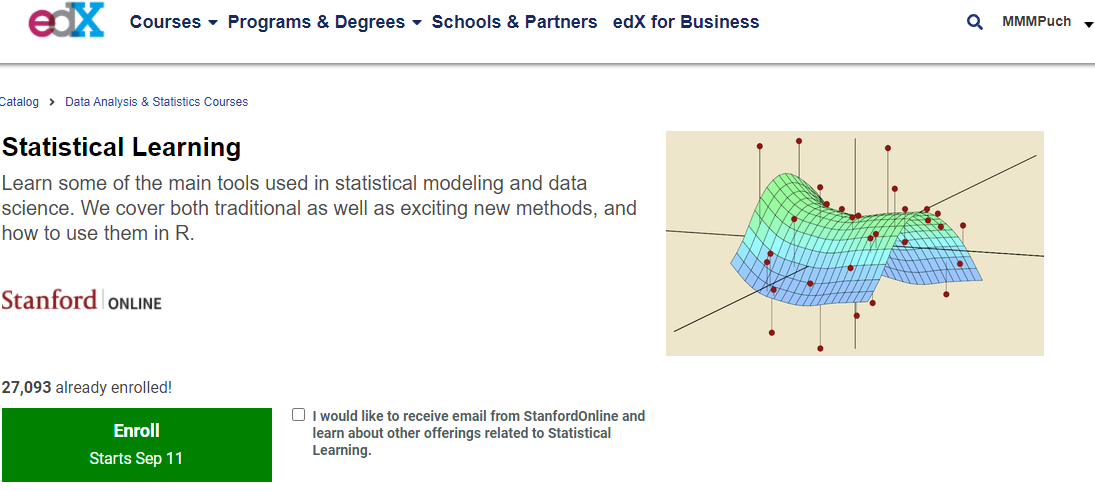 edX Courses Programs & Degrees Schools & Partners edX for Business MMMPuch
Catalog > Data Analysis & Statistics Courses
Statistical Learning
Learn some of the main tools used in statistical modeling and data
science. We cover both traditional as well as exciting new methods, and
how to use them in R.
Stanford | ONLINE
27,093 already enrolled!
Enroll
Starts Sep 11
I would like to receive email from StanfordOnline and
learn about other offerings related to Statistical
Learning.